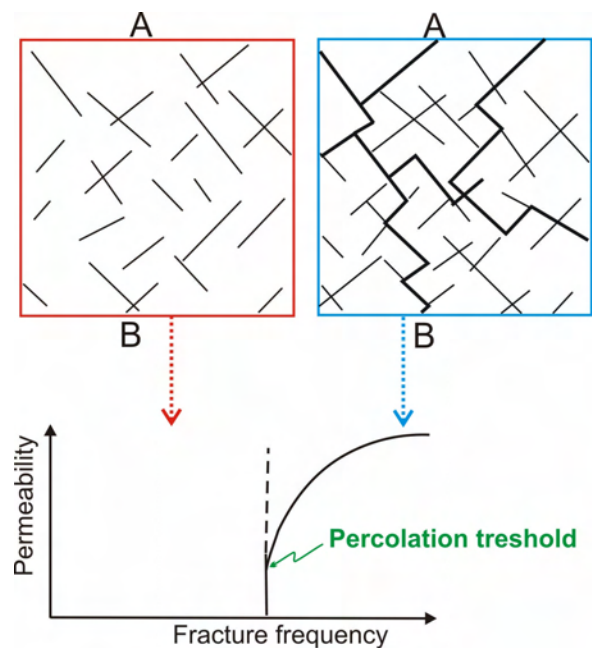 A
A
B
B
Permeability
Percolation treshold
Fracture frequency